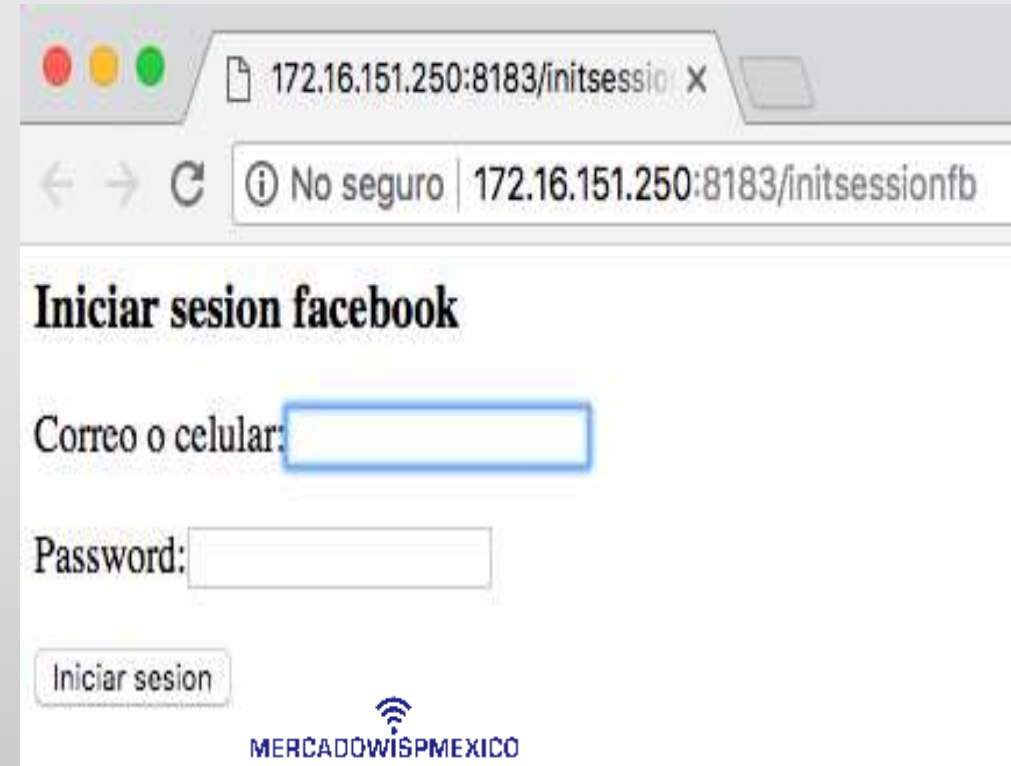 172.16.151.250:8183/initsessio
No seguro | 172.16.151.250:8183/initsessionfb
Iniciar sesion facebook
Correo o celular:
Password:
Iniciar sesion
MERCADOWISPMEXICO